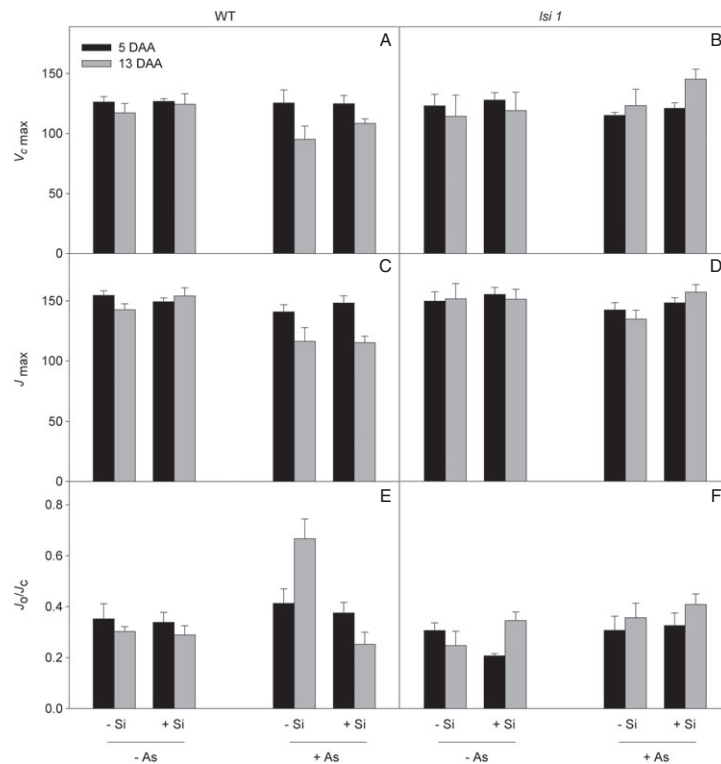 WT
lsi 1
5 DAA
13 DAA
A
B
150
100
50
0
Vc max
C
D
150
100
50
0
J max
E
F
0.8
0.6
0.4
0.2
0.0
J0/Jc
- Si
+ Si
- Si
+ Si
- Si
+ Si
- Si
+ Si
- As
+ As
- As
+ As